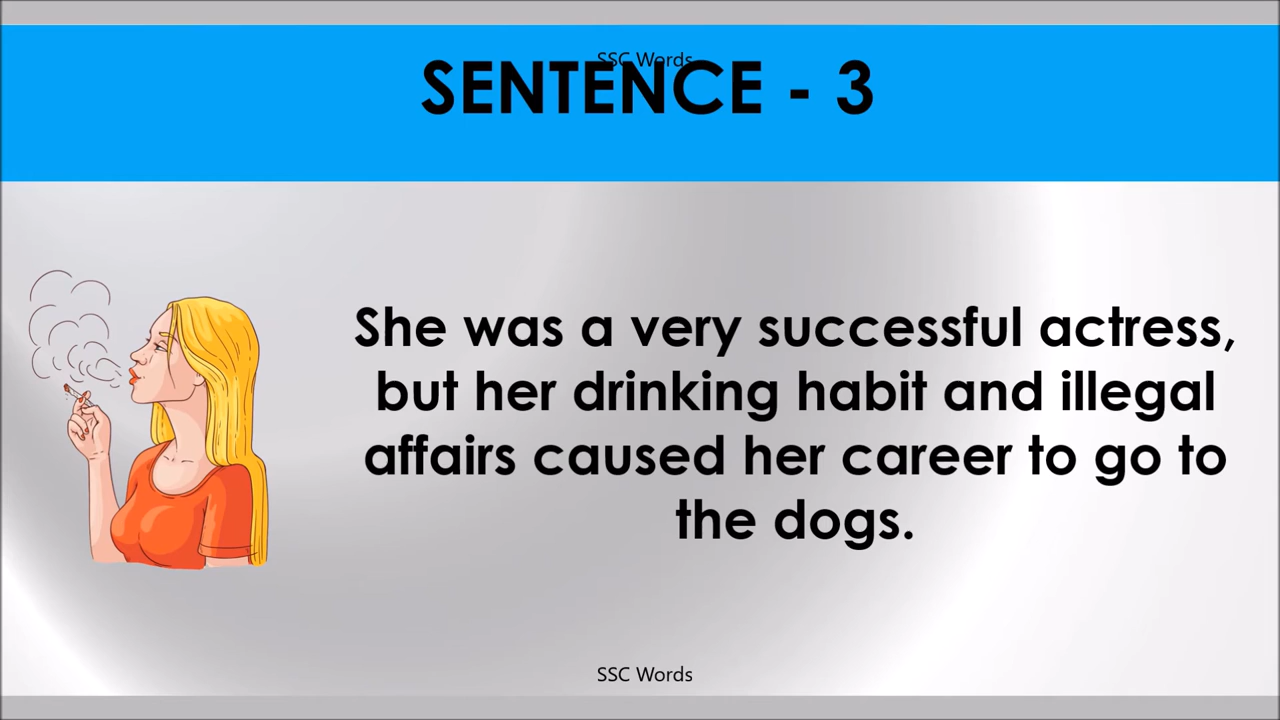 SSC Words
SENTENCE - 3
She was a very successful actress,
but her drinking habit and illegal
affairs caused her career to go to
the dogs.
SSC Words